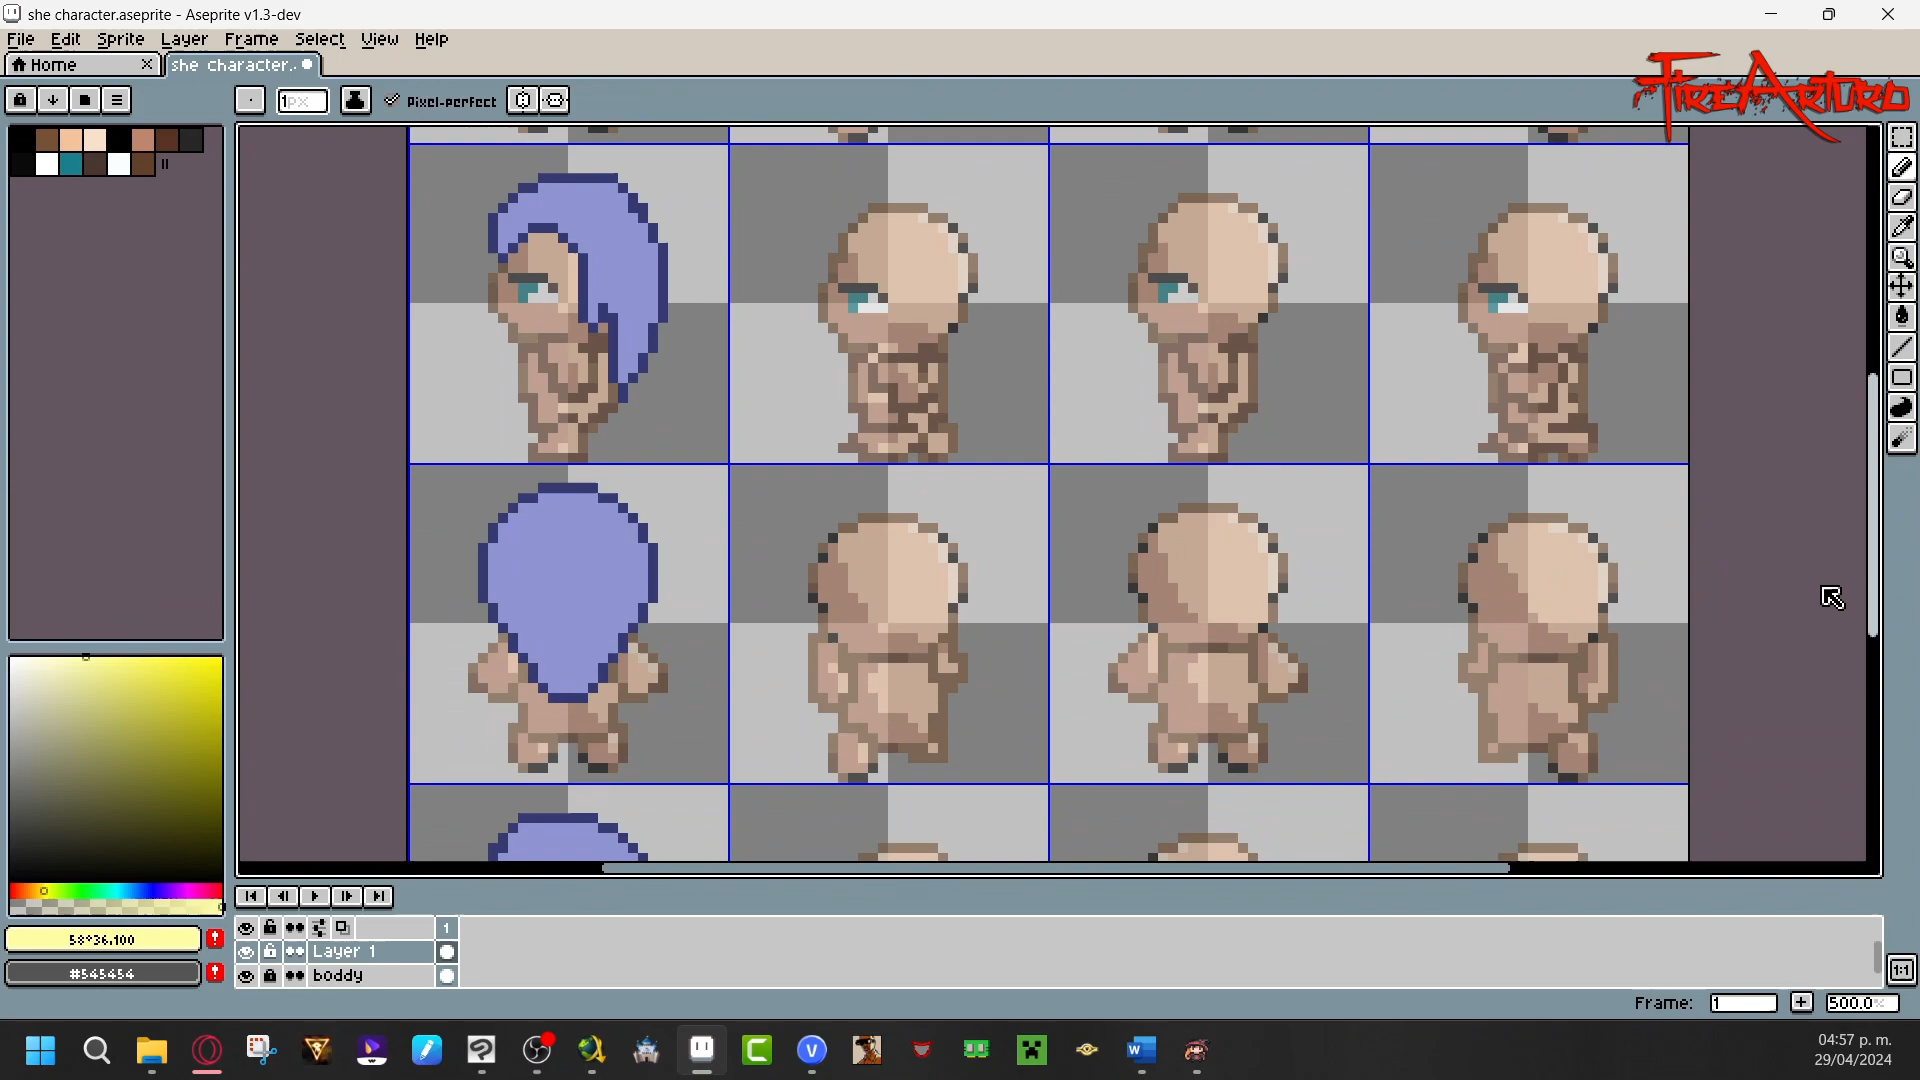 she character.aseprite - Aseprite v1.3-dev
File Edit Sprite Layer Frame Select View Help
Home
she character.
FireArturo
1px
Pixel-perfect
58°36,100
#545454
1
Layer 1
boddy
1:1
Frame: 1
500.0%
04:57 p. m.
29/04/2024